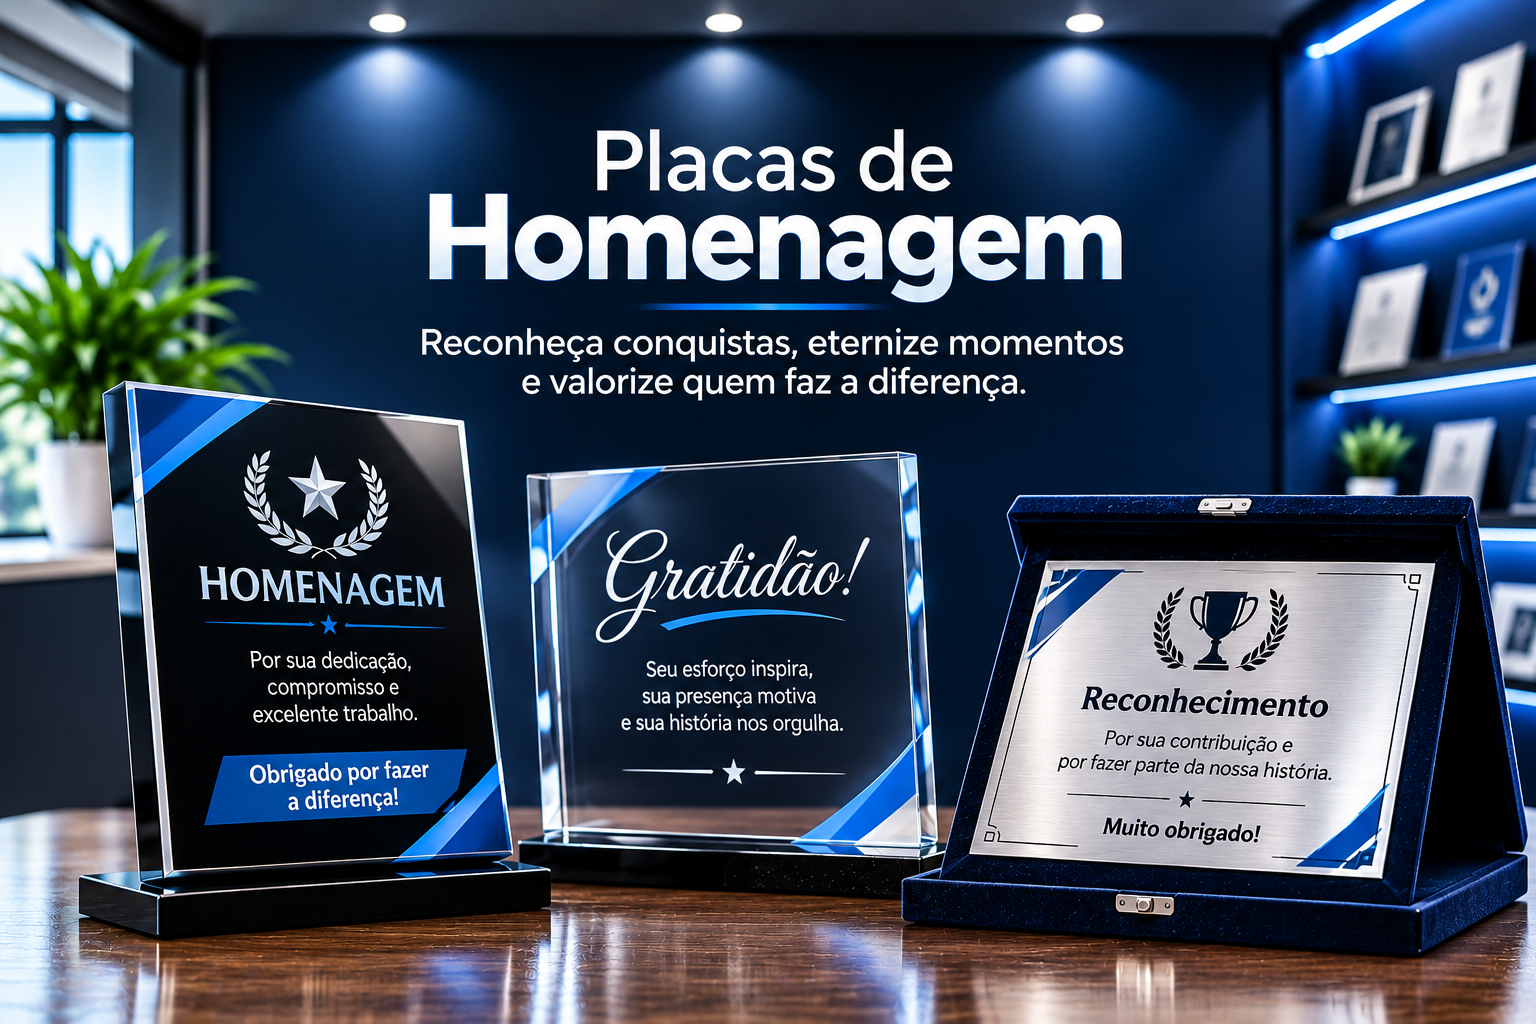 Placas de
Homenagem
Reconheça conquistas, eternize momentos
e valorize quem faz a diferença.
HOMENAGEM
Por sua dedicação,
compromisso e
excelente trabalho.
Obrigado por fazer
a diferença!
Gratidão!
Seu esforço inspira,
sua presença motiva
e sua história nos orgulha.
Reconhecimento
Por sua contribuição e
por fazer parte da nossa história.
Muito obrigado!